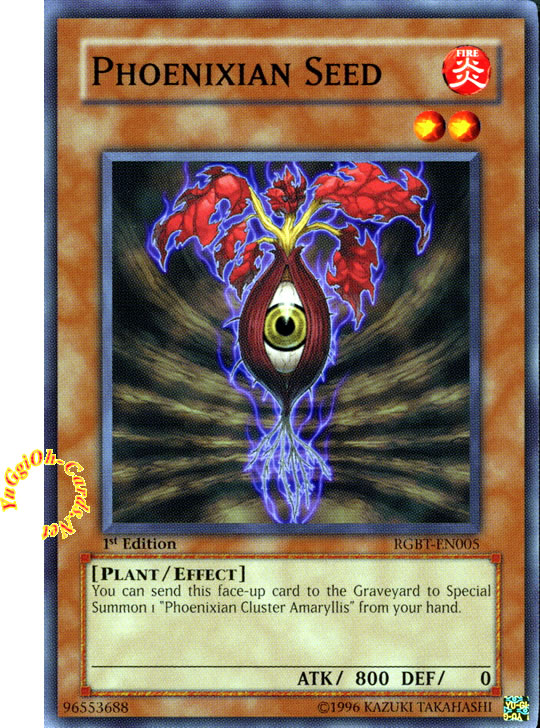 PHOENIXIAN SEED
FIRE
炎
YuGgiOh-Cards.Net
1st Edition
RGBT-EN005
[PLANT/EFFECT]
You can send this face-up card to the Graveyard to Special
Summon 1 "Phoenixian Cluster Amaryllis" from your hand.
ATK/ 800 DEF/ 0
96553688
©1996 KAZUKI TAKAHASHI